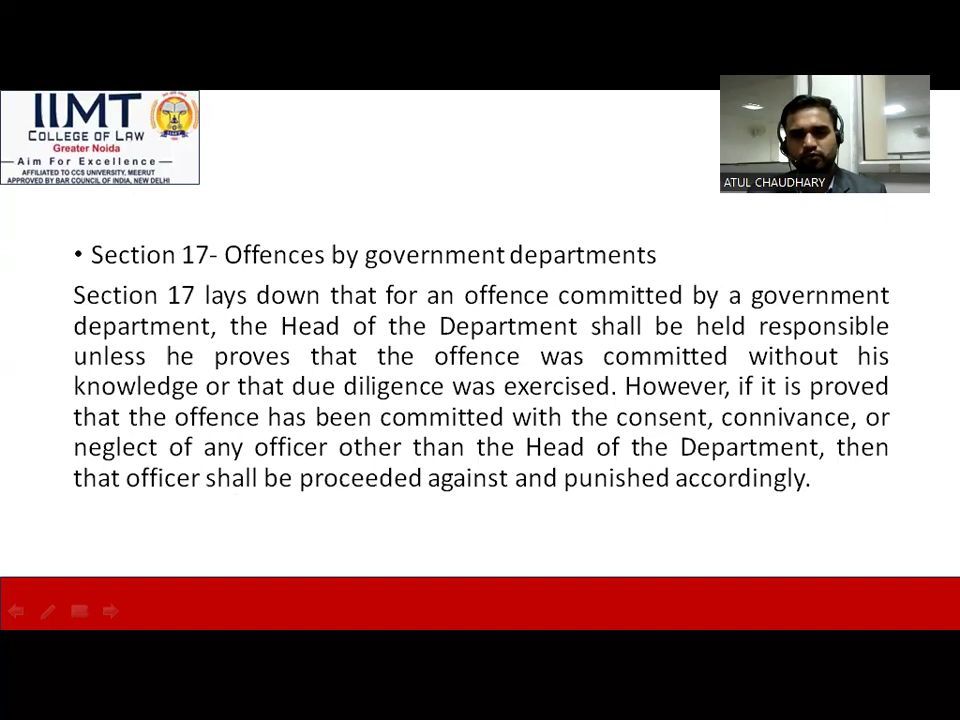 IIMT
COLLEGE OF LAW
Greater Noida
Aim For Excellence
AFFILIATED TO CCS UNIVERSITY, MEERUT
APPROVED BY BAR COUNCIL OF INDIA, NEW DELHI
ATUL CHAUDHARY
• Section 17- Offences by government departments
Section 17 lays down that for an offence committed by a government
department, the Head of the Department shall be held responsible
unless he proves that the offence was committed without his
knowledge or that due diligence was exercised. However, if it is proved
that the offence has been committed with the consent, connivance, or
neglect of any officer other than the Head of the Department, then
that officer shall be proceeded against and punished accordingly.